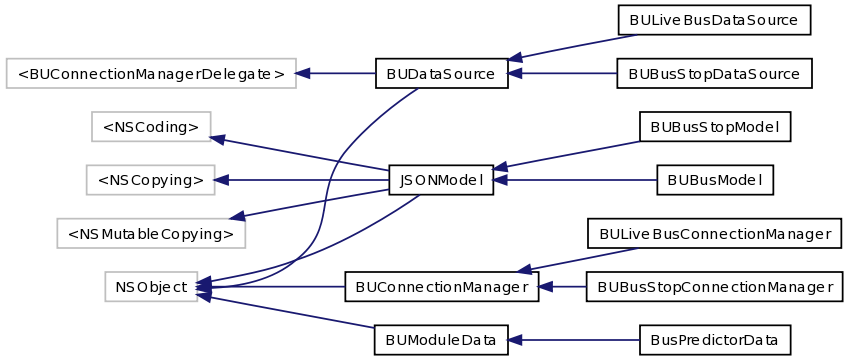 BULiveBusDataSource
<BUConnectionManagerDelegate>
BUDataSource
BUBusStopDataSource
<NSCoding>
BUBusStopModel
<NSCopying>
JSONModel
BUBusModel
<NSMutableCopying>
BULiveBusConnectionManager
NSObject
BUConnectionManager
BUBusStopConnectionManager
BUModuleData
BusPredictorData